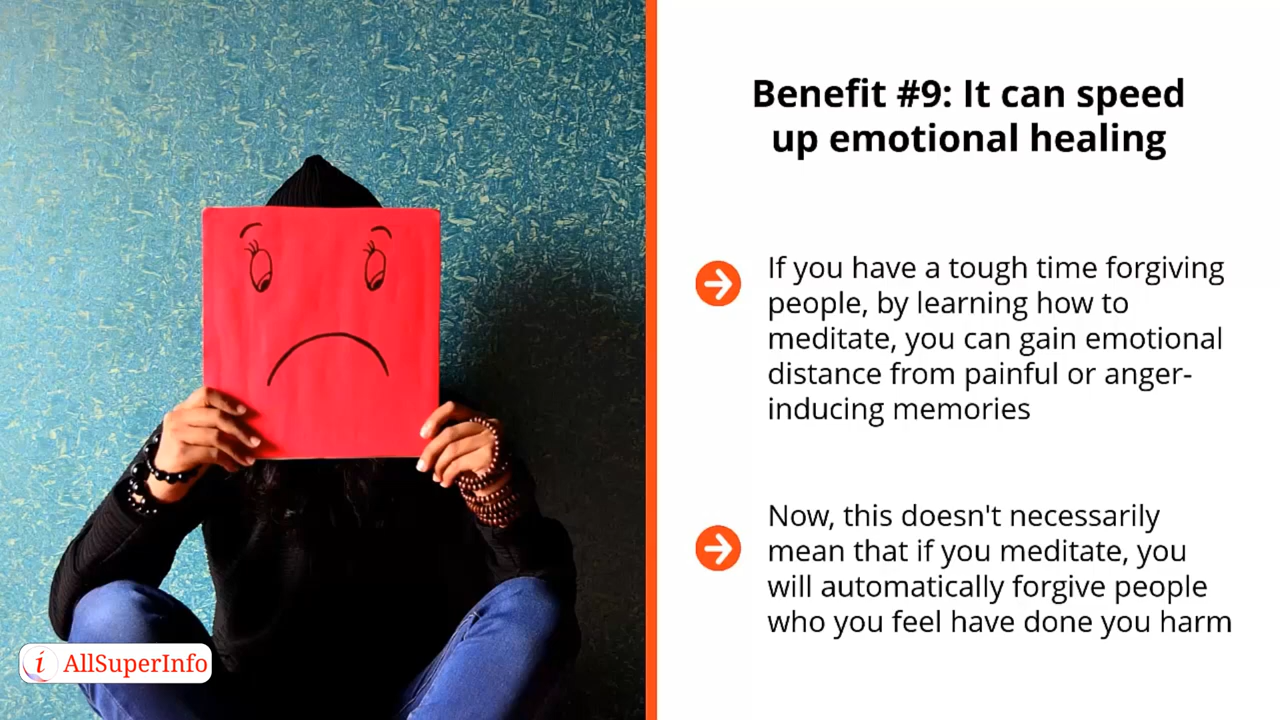 Benefit #9: It can speed
up emotional healing
If you have a tough time forgiving
people, by learning how to
meditate, you can gain emotional
distance from painful or anger-
inducing memories
Now, this doesn't necessarily
mean that if you meditate, you
will automatically forgive people
who you feel have done you harm
i AllSuperInfo